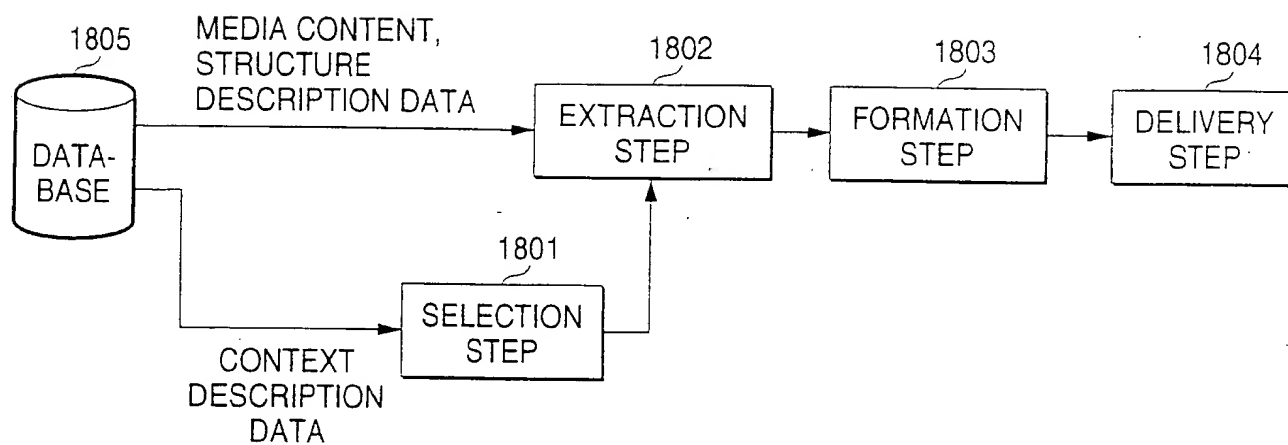 1805
MEDIA CONTENT,
STRUCTURE
DESCRIPTION DATA
DATA-
BASE
1802
EXTRACTION
STEP
1803
FORMATION
STEP
1804
DELIVERY
STEP
1801
SELECTION
STEP
CONTEXT
DESCRIPTION
DATA